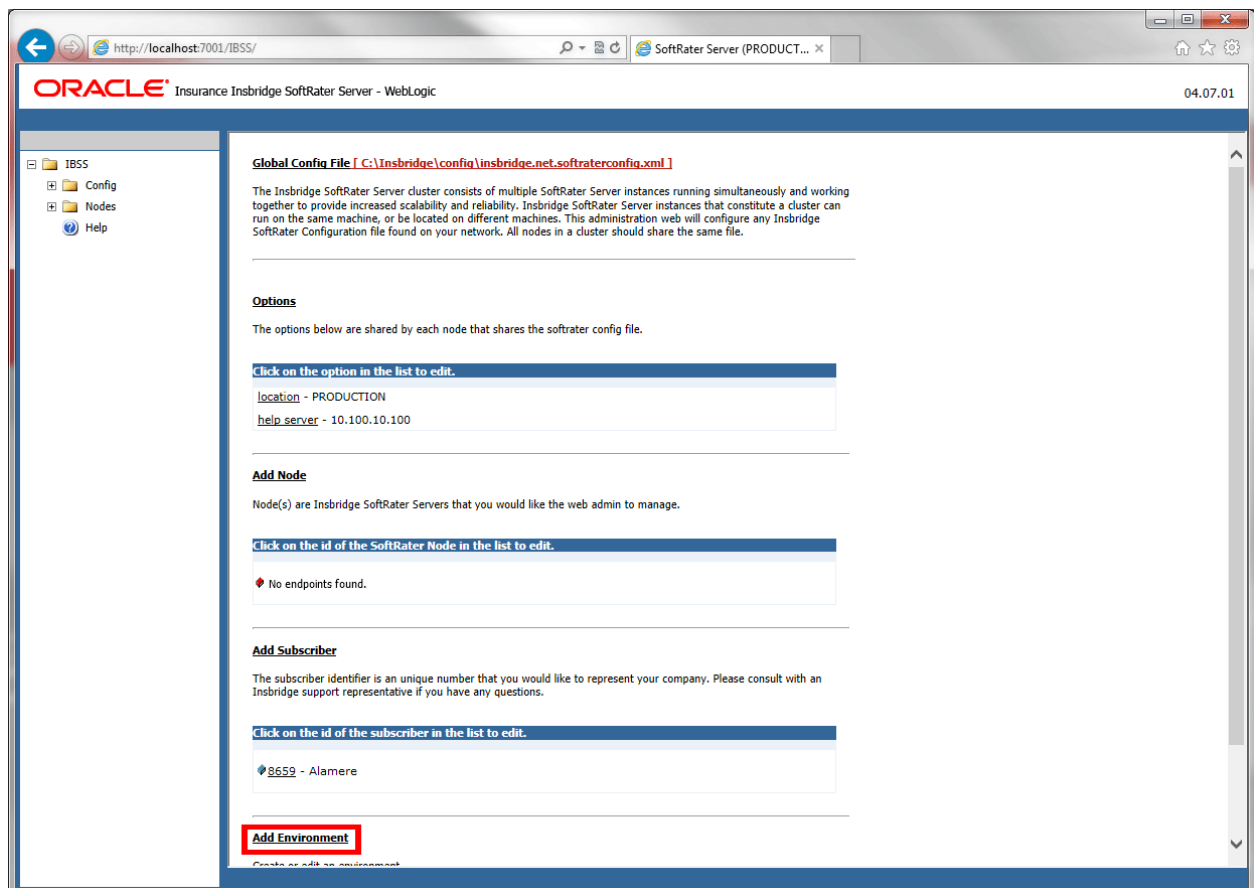 http://localhost:7001/IBSS/
SoftRater Server (PRODUCT...
ORACLE Insurance Insbridge SoftRater Server - WebLogic
04.07.01
IBSS
Config
Nodes
Help
Global Config File [ C:\Insbridge\config\insbridge.net.softraterconfig.xml ]
The Insbridge SoftRater Server cluster consists of multiple SoftRater Server instances running simultaneously and working
together to provide increased scalability and reliability. Insbridge SoftRater Server instances that constitute a cluster can
run on the same machine, or be located on different machines. This administration web will configure any Insbridge
SoftRater Configuration file found on your network. All nodes in a cluster should share the same file.
Options
The options below are shared by each node that shares the softrater config file.
Click on the option in the list to edit.
location - PRODUCTION
help server - 10.100.10.100
Add Node
Node(s) are Insbridge SoftRater Servers that you would like the web admin to manage.
Click on the id of the SoftRater Node in the list to edit.
No endpoints found.
Add Subscriber
The subscriber identifier is an unique number that you would like to represent your company. Please consult with an
Insbridge support representative if you have any questions.
Click on the id of the subscriber in the list to edit.
8659 - Alamere
Add Environment
Create or edit an environment